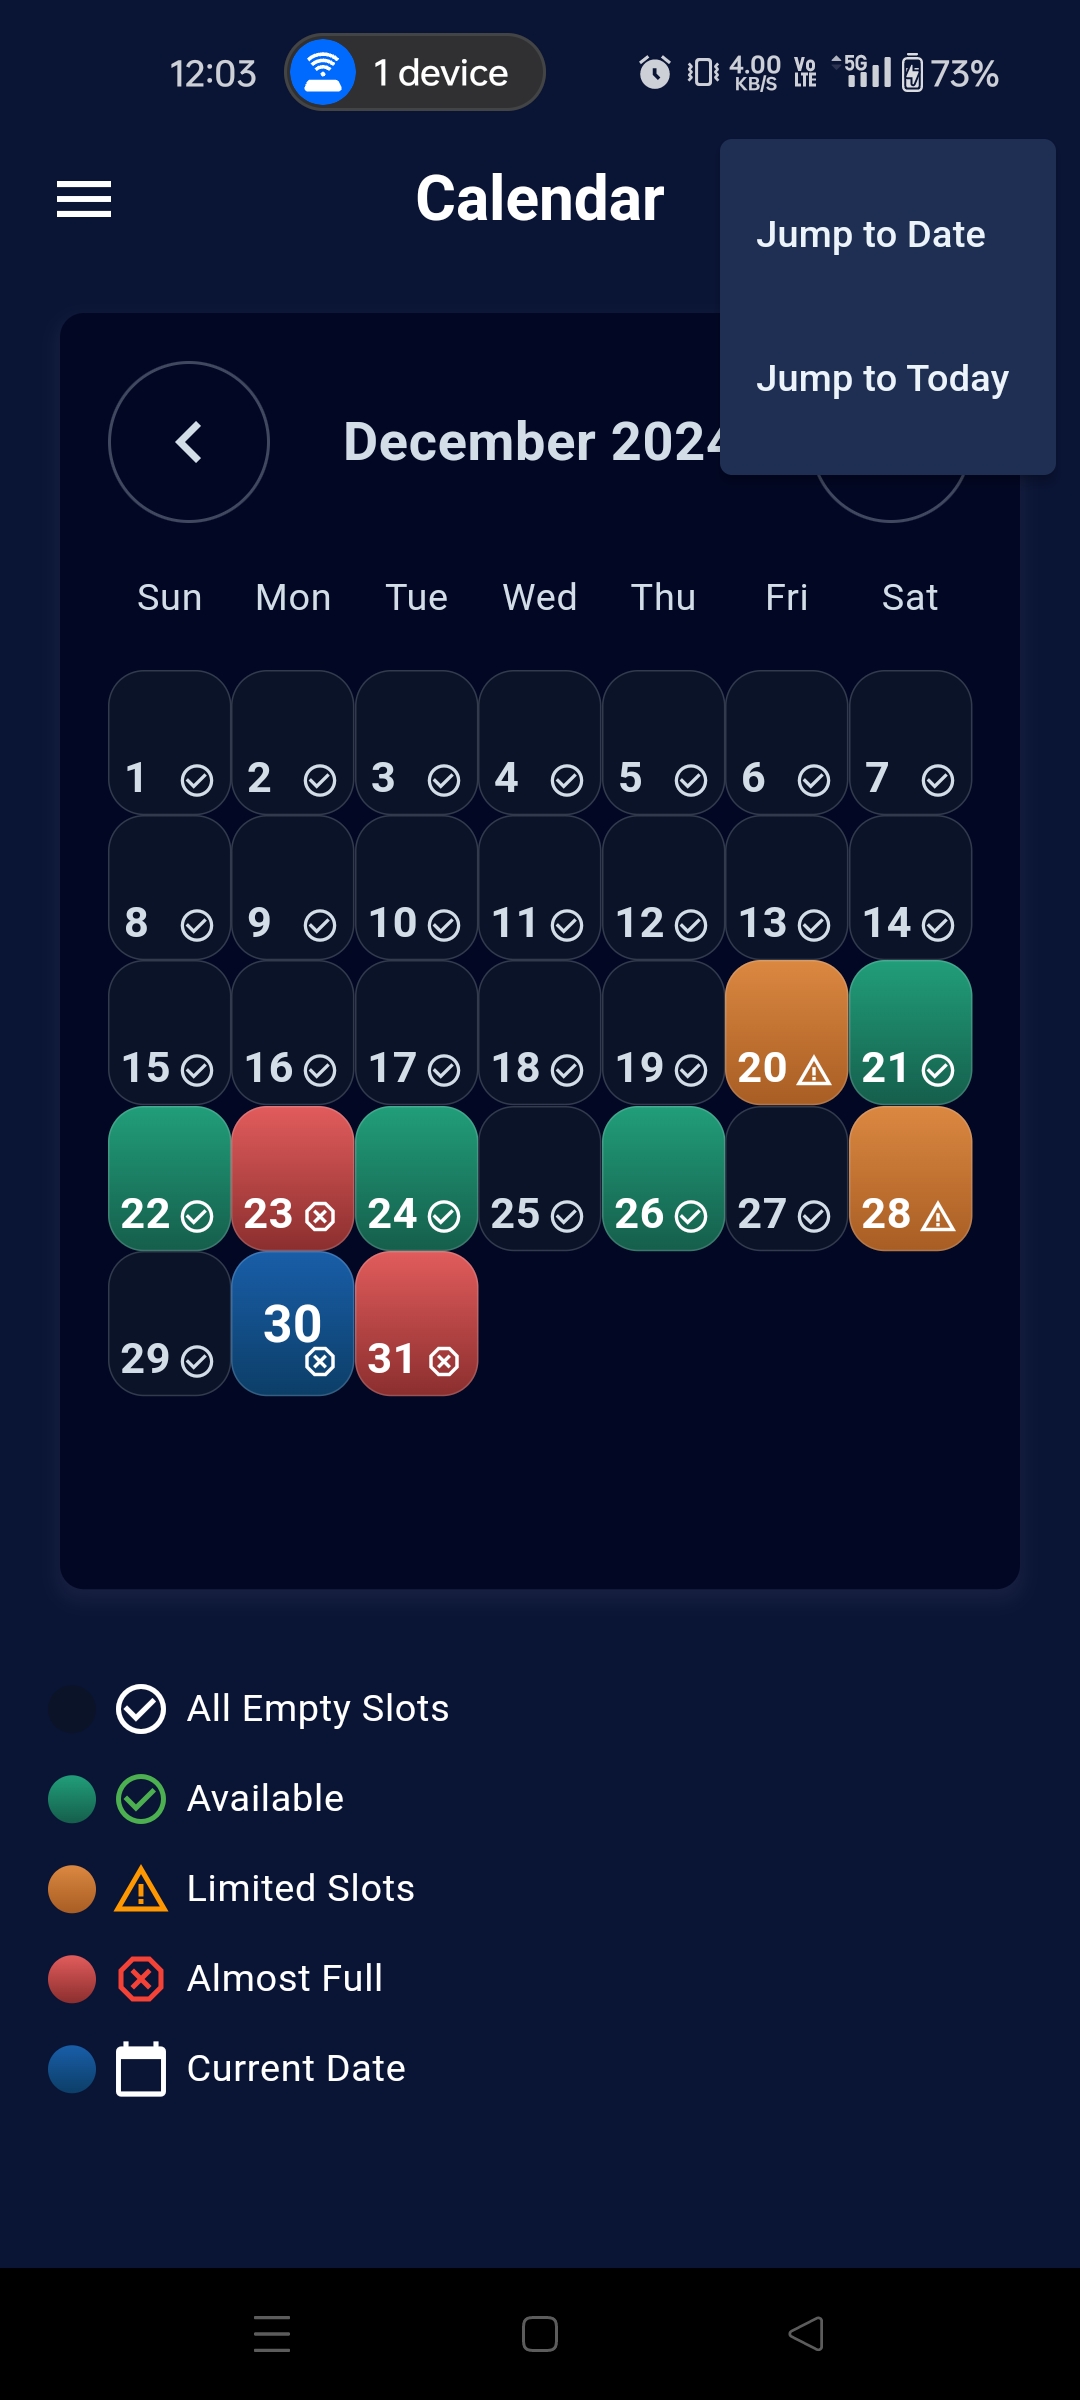 12:03 1 device 4.00 KB/S Vo LTE 5G 73%
Calendar
Jump to Date
Jump to Today
December 2024
Sun Mon Tue Wed Thu Fri Sat
1 2 3 4 5 6 7
8 9 10 11 12 13 14
15 16 17 18 19 20 21
22 23 24 25 26 27 28
29 30 31
All Empty Slots
Available
Limited Slots
Almost Full
Current Date